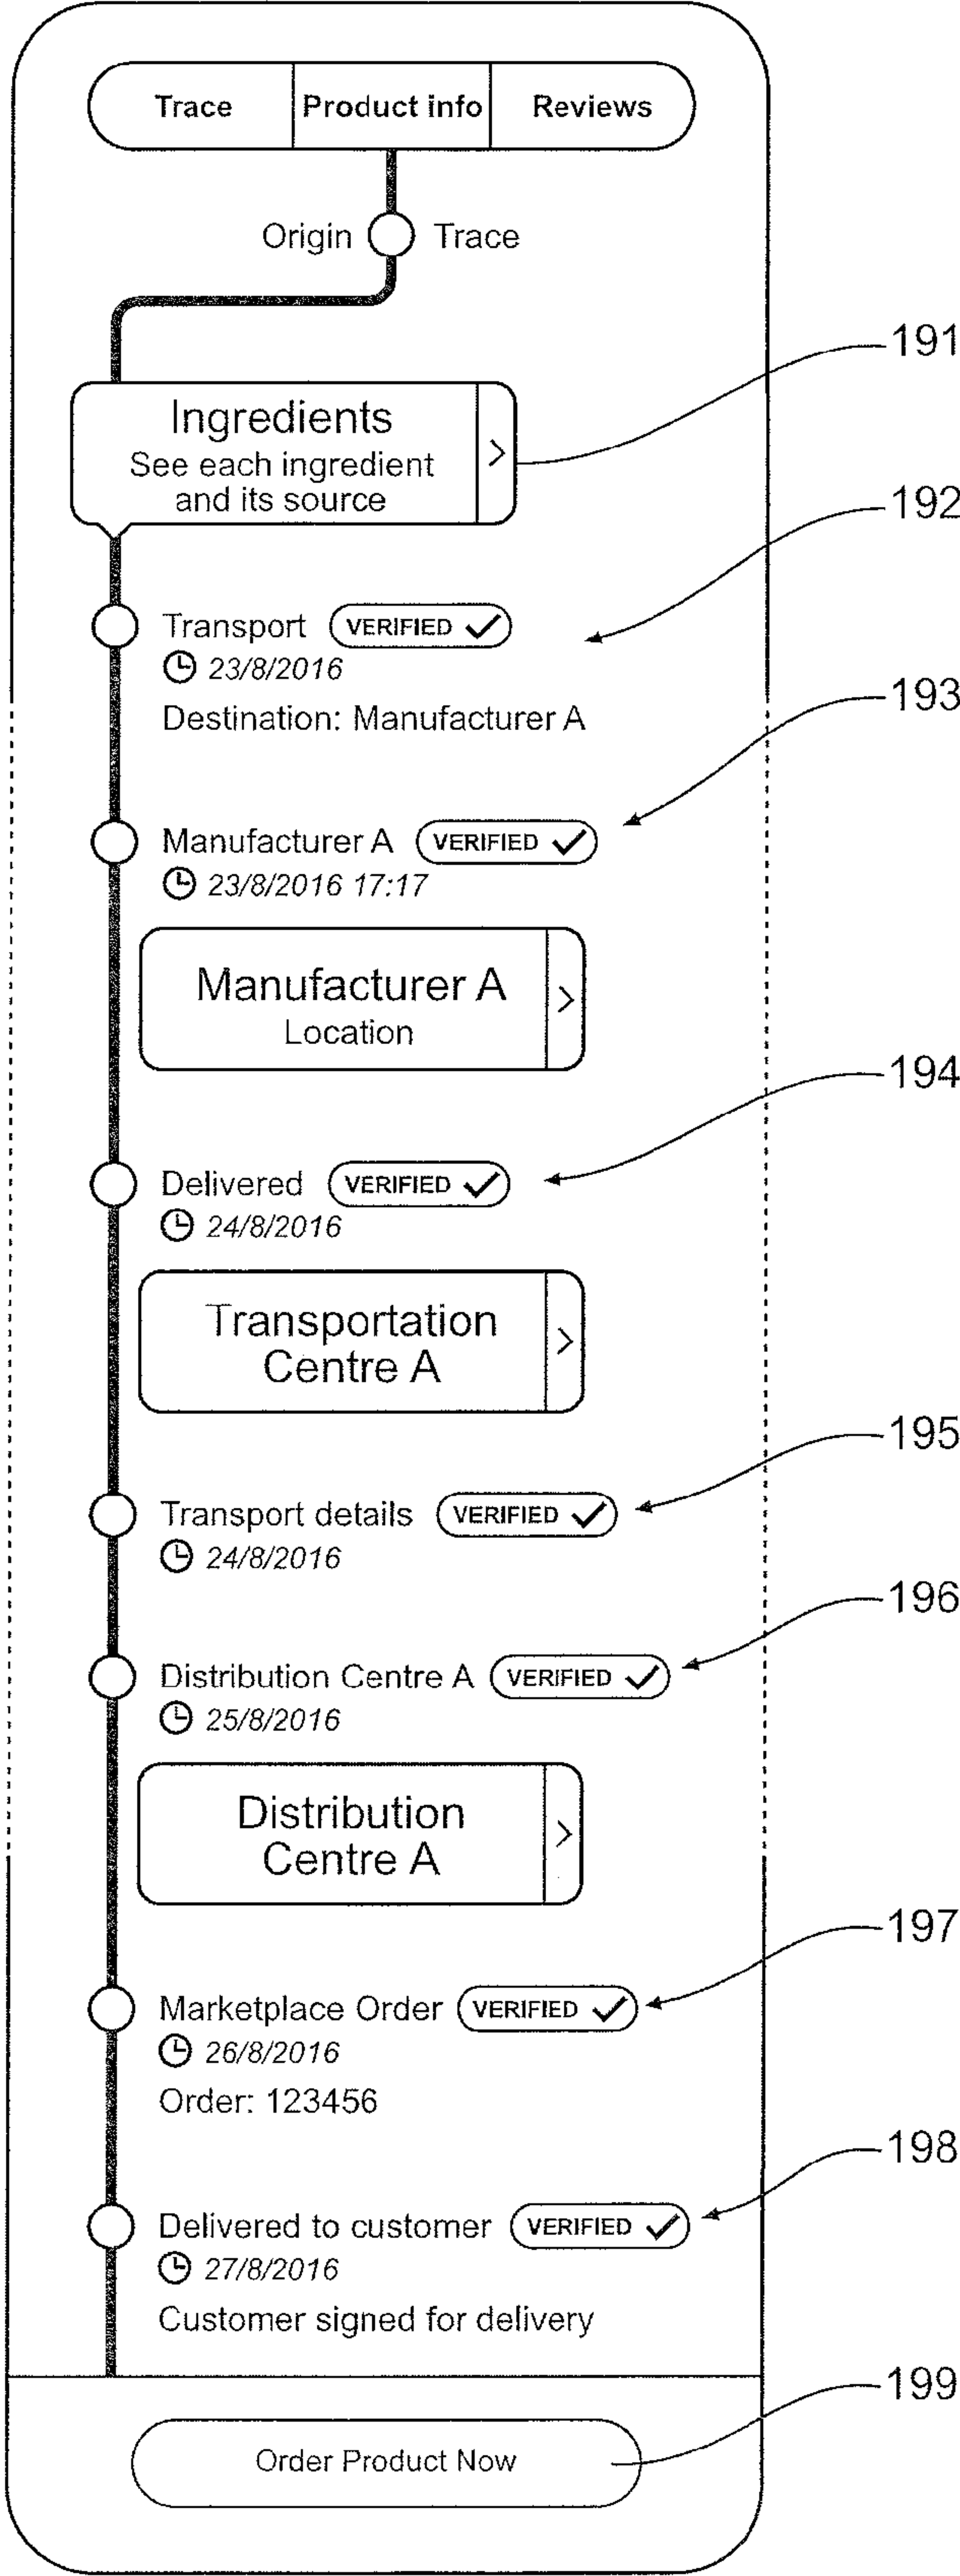 Trace Product info Reviews
Origin Trace
191
Ingredients
See each ingredient
and its source
>
192
Transport VERIFIED ✓
23/8/2016
Destination: Manufacturer A
193
Manufacturer A VERIFIED ✓
23/8/2016 17:17
Manufacturer A
Location
>
194
Delivered VERIFIED ✓
24/8/2016
Transportation
Centre A
>
195
Transport details VERIFIED ✓
24/8/2016
196
Distribution Centre A VERIFIED ✓
25/8/2016
Distribution
Centre A
>
197
Marketplace Order VERIFIED ✓
26/8/2016
Order: 123456
198
Delivered to customer VERIFIED ✓
27/8/2016
Customer signed for delivery
199
Order Product Now